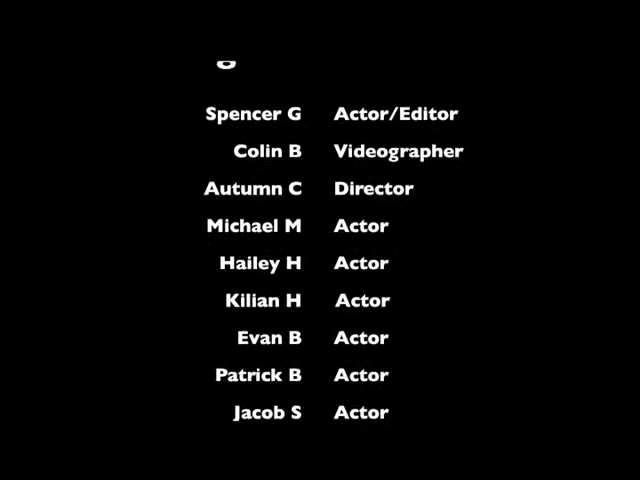 Spencer G Actor/Editor
Colin B Videographer
Autumn C Director
Michael M Actor
Hailey H Actor
Kilian H Actor
Evan B Actor
Patrick B Actor
Jacob S Actor